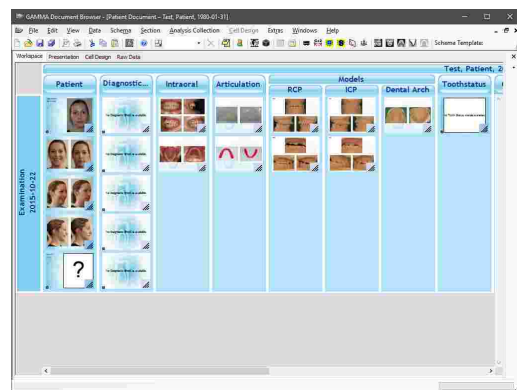 GAMMA Document Browser - [Patient Document - Test, Patient, 1980-01-31]
File Edit View Data Schema Section Analysis Collection Cell Design Extras Windows Help
Schema Template:
Workspace Presentation Cell Design Raw Data
Test, Patient, 2
Patient Diagnostic... Intraoral Articulation Models Toothstatus
RCP ICP Dental Arch
Examination
2015-10-22
?